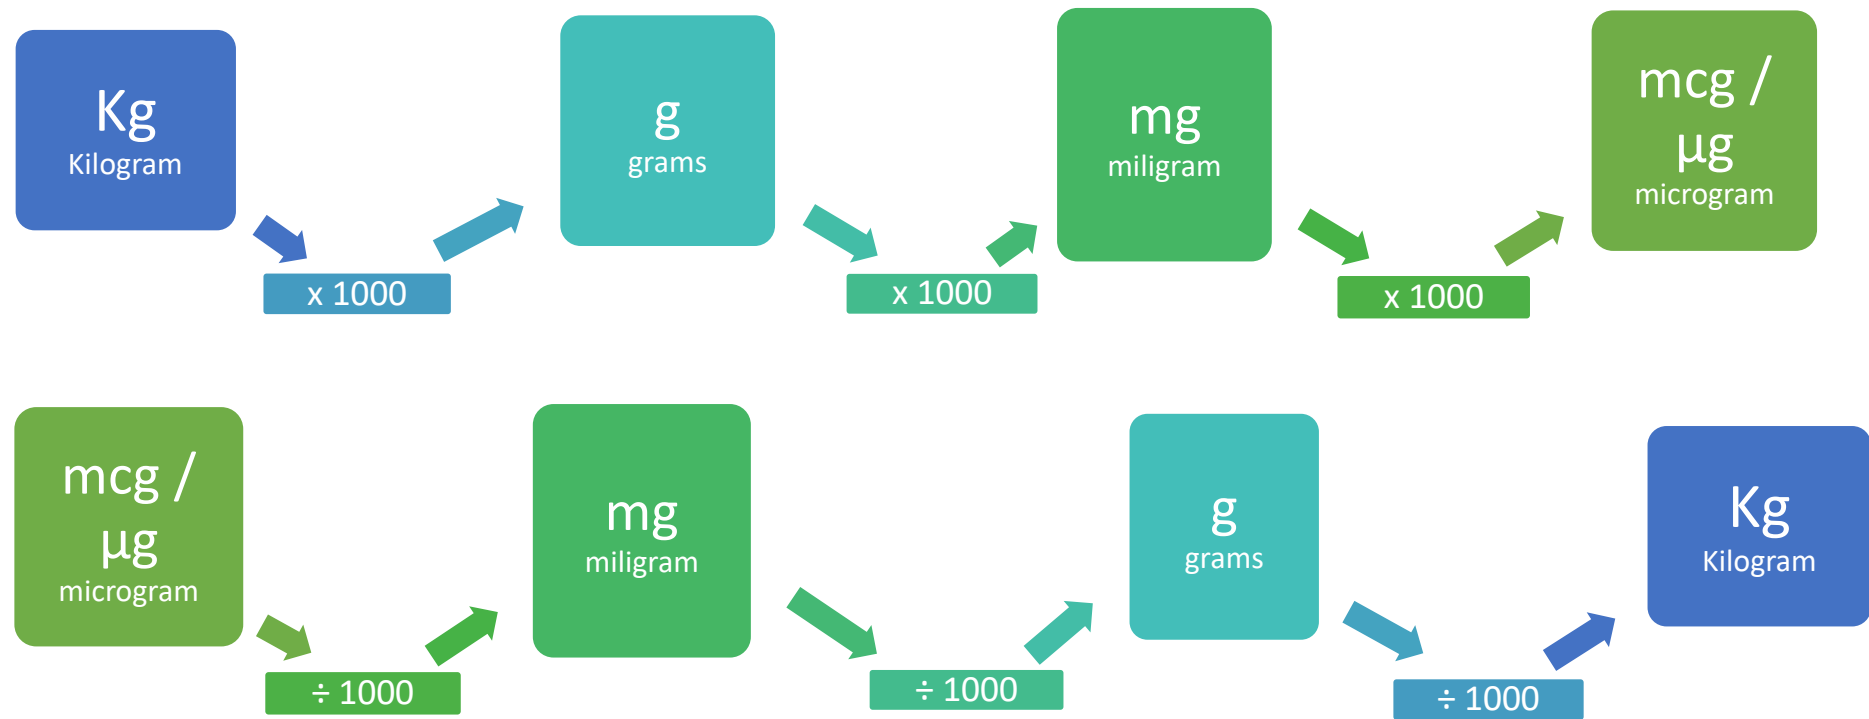 Kg
Kilogram
x 1000
g
grams
x 1000
mg
miligram
x 1000
mcg /
µg
microgram
mcg /
µg
microgram
÷ 1000
mg
miligram
÷ 1000
g
grams
÷ 1000
Kg
Kilogram